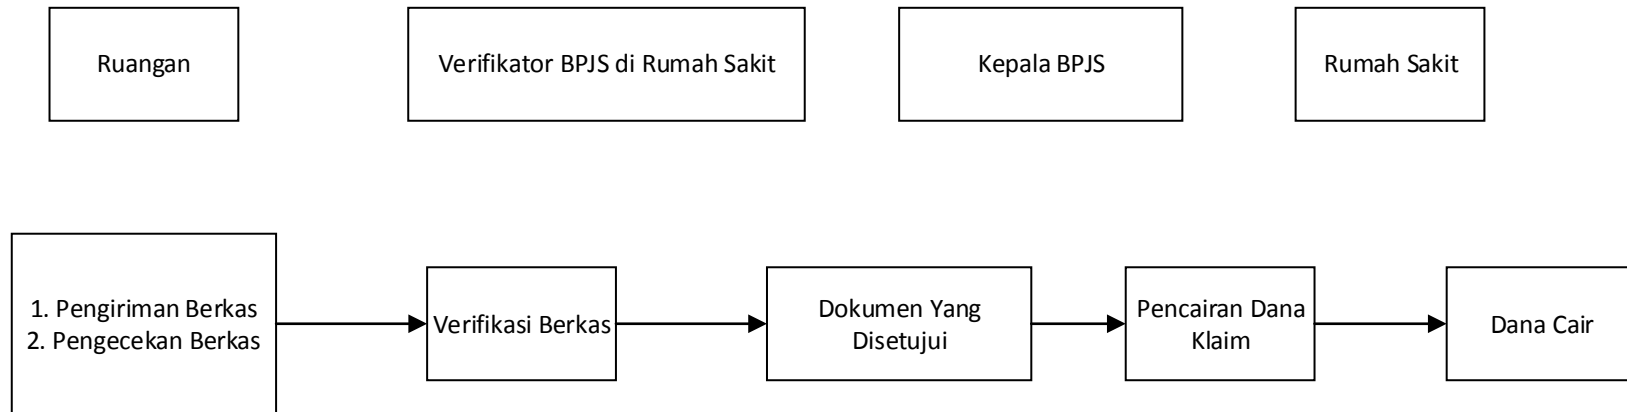 Ruangan
Verifikator BPJS di Rumah Sakit
Kepala BPJS
Rumah Sakit
1. Pengiriman Berkas
2. Pengecekan Berkas
Verifikasi Berkas
Dokumen Yang
Disetujui
Pencairan Dana
Klaim
Dana Cair